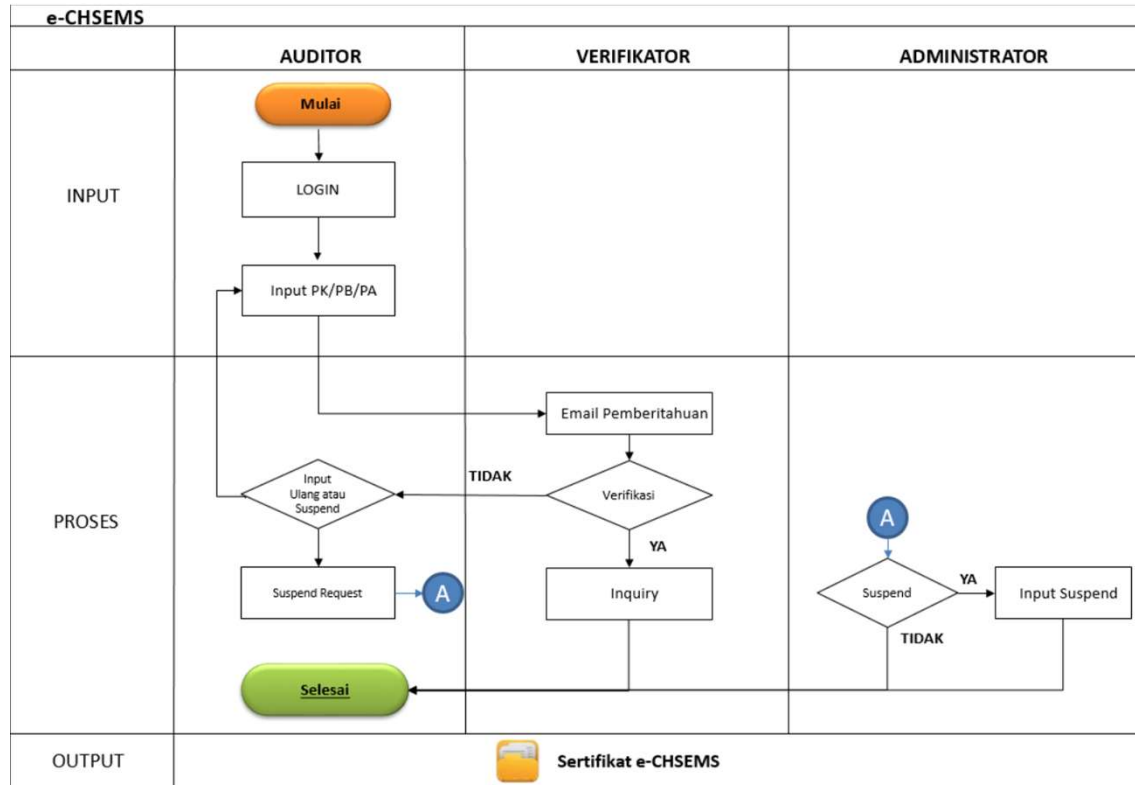 e-CHSEMS
AUDITOR
VERIFIKATOR
ADMINISTRATOR
INPUT
Mulai
LOGIN
Input PK/PB/PA
PROSES
Email Pemberitahuan
Input
Ulang atau
Suspend
TIDAK
Verifikasi
A
YA
Suspend Request
A
Inquiry
Suspend
YA
Input Suspend
TIDAK
Selesai
OUTPUT
Sertifikat e-CHSEMS